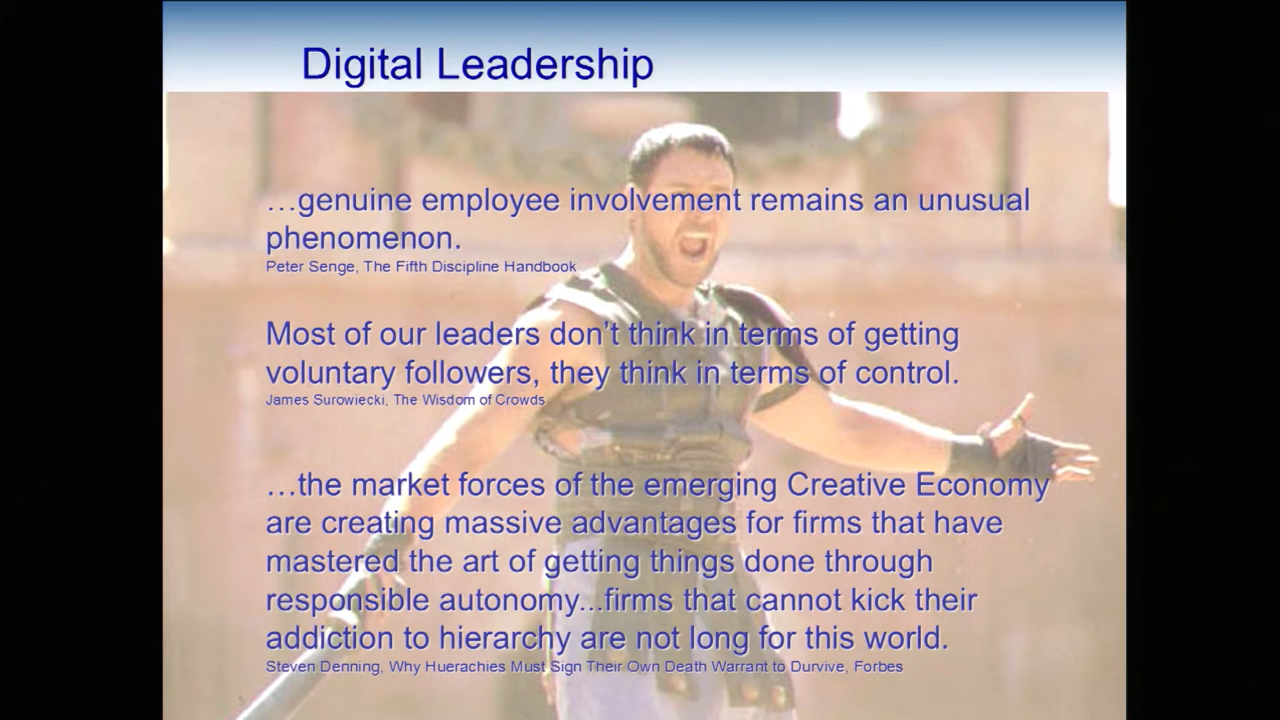 Digital Leadership
…genuine employee involvement remains an unusual
phenomenon.
Peter Senge, The Fifth Discipline Handbook
Most of our leaders don’t think in terms of getting
voluntary followers, they think in terms of control.
James Surowiecki, The Wisdom of Crowds
…the market forces of the emerging Creative Economy
are creating massive advantages for firms that have
mastered the art of getting things done through
responsible autonomy...firms that cannot kick their
addiction to hierarchy are not long for this world.
Steven Denning, Why Huerachies Must Sign Their Own Death Warrant to Durvive, Forbes